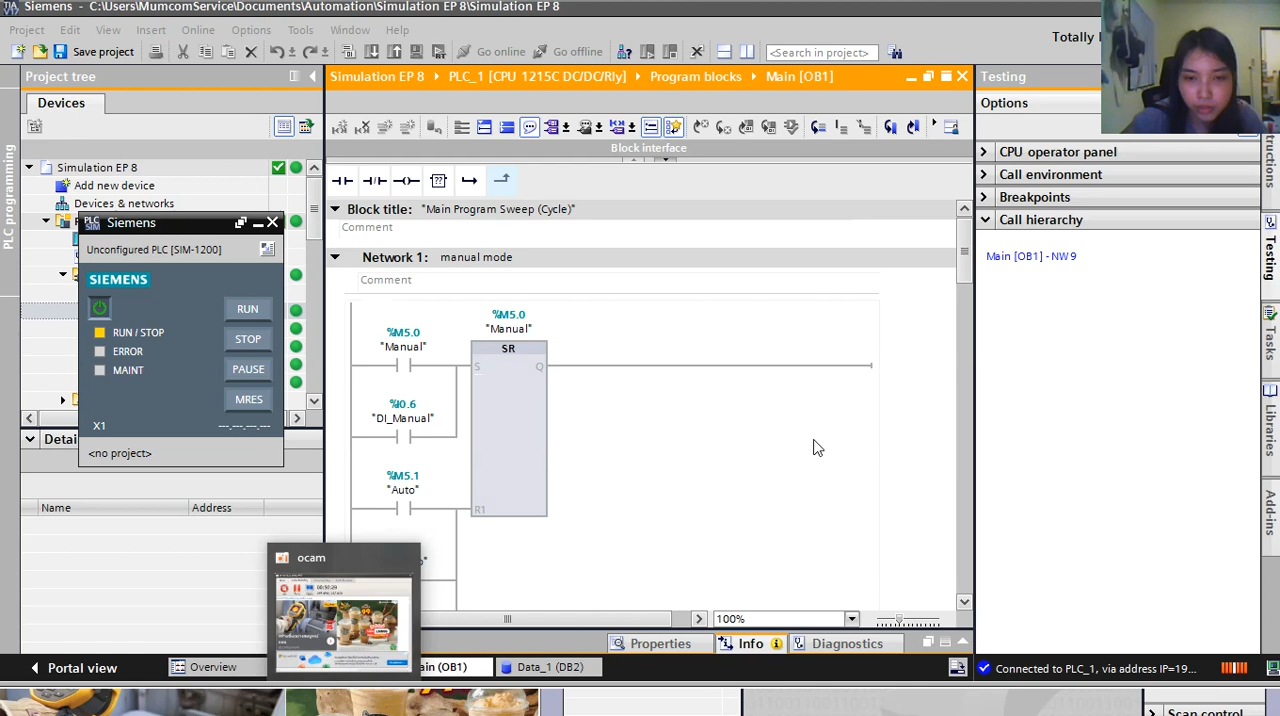 Siemens - C:\Users\MumcomService\Documents\Automation\Simulation EP 8\Simulation EP 8
Project Edit View Insert Online Options Tools Window Help
Totally
Save project
Go online
Go offline
<Search in project>
Project tree
Simulation EP 8 PLC_1 [CPU 1215C DC/DC/Rly] Program blocks Main [OB1]
Testing
Devices
Options
Block interface
CPU operator panel
Call environment
Breakpoints
Call hierarchy
Main [OB1] - NW9
PLC programming
Simulation EP 8
Add new device
Devices & networks
Siemens
Unconfigured PLC [SIM-1200]
SIEMENS
RUN / STOP
ERROR
MAINT
RUN
STOP
PAUSE
MRES
X1
---.---.---.---
<no project>
Block title: "Main Program Sweep (Cycle)"
Comment
Network 1: manual mode
Comment
%M5.0
"Manual"
%M5.0
"Manual"
SR
S
Q
%I0.6
"DI_Manual"
%M5.1
"Auto"
R1
Name
Address
ocam
100%
Properties
Info
Diagnostics
Portal view
Overview
(OB1)
Data_1 (DB2)
Connected to PLC_1, via address IP=19...
Testing
Tasks
Libraries
Add-ins
Scan control